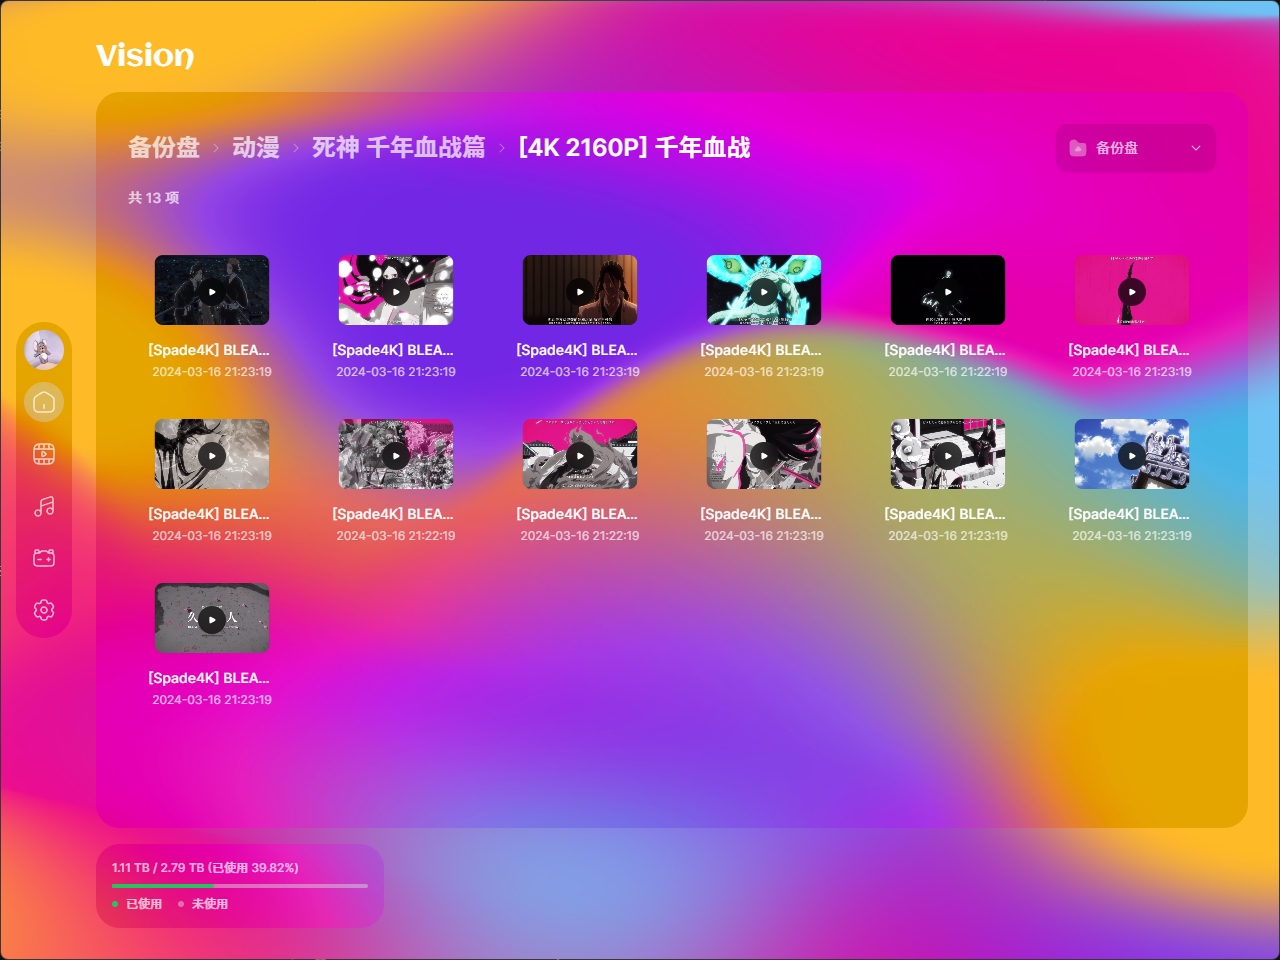 Vision
备份盘 › 动漫 › 死神 千年血战篇 › [4K 2160P] 千年血战
备份盘
共 13 项
[Spade4K] BLEA... [Spade4K] BLEA... [Spade4K] BLEA... [Spade4K] BLEA... [Spade4K] BLEA... [Spade4K] BLEA...
2024-03-16 21:23:19 2024-03-16 21:23:19 2024-03-16 21:23:19 2024-03-16 21:23:19 2024-03-16 21:22:19 2024-03-16 21:23:19
[Spade4K] BLEA... [Spade4K] BLEA... [Spade4K] BLEA... [Spade4K] BLEA... [Spade4K] BLEA... [Spade4K] BLEA...
2024-03-16 21:23:19 2024-03-16 21:22:19 2024-03-16 21:22:19 2024-03-16 21:23:19 2024-03-16 21:23:19 2024-03-16 21:23:19
久 人
[Spade4K] BLEA...
2024-03-16 21:23:19
1.11 TB / 2.79 TB (已使用 39.82%)
已使用 未使用